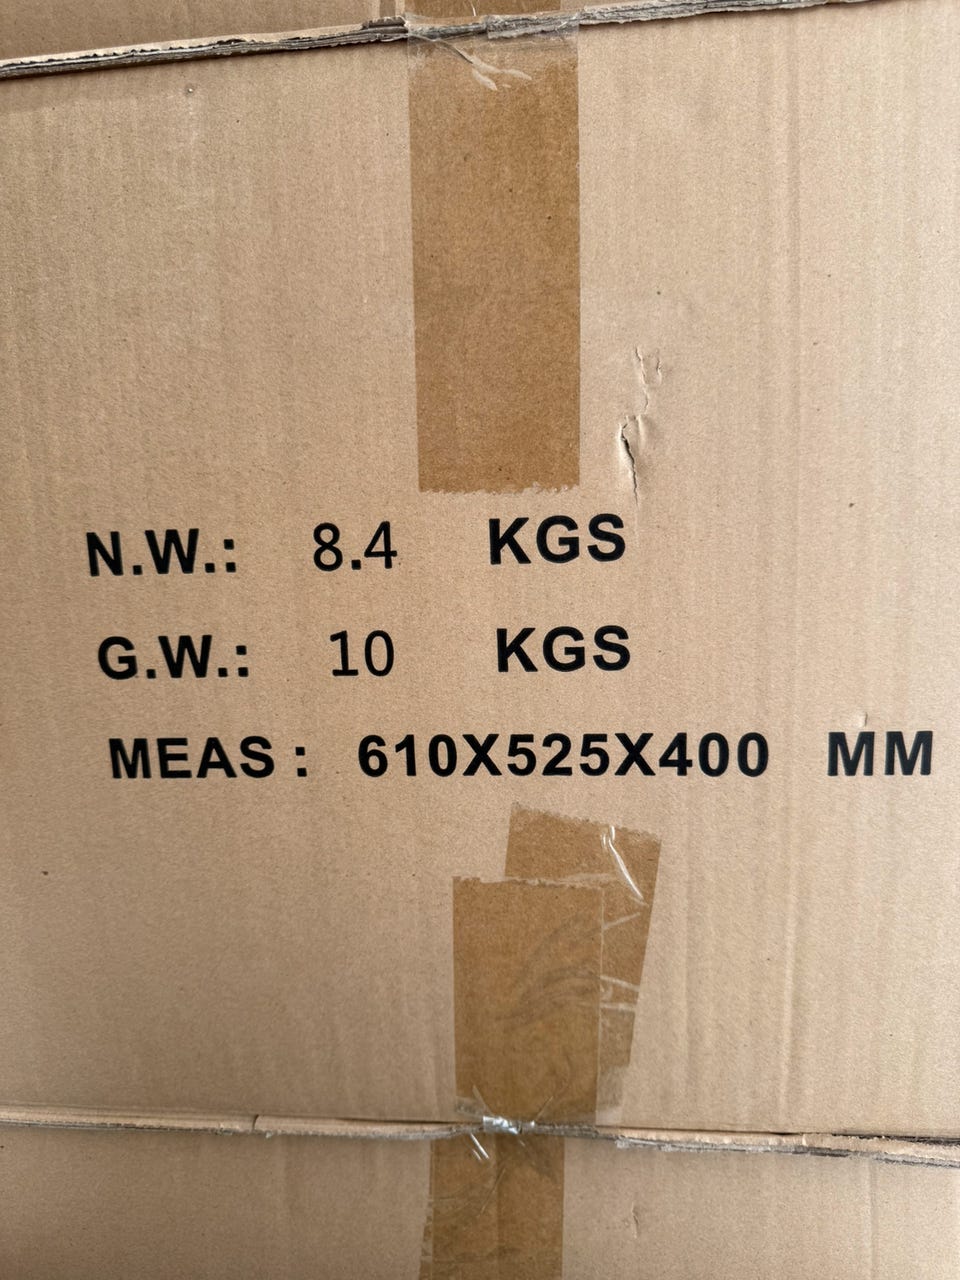 N.W.: 8.4 KGS
G.W.: 10 KGS
MEAS : 610X525X400 MM